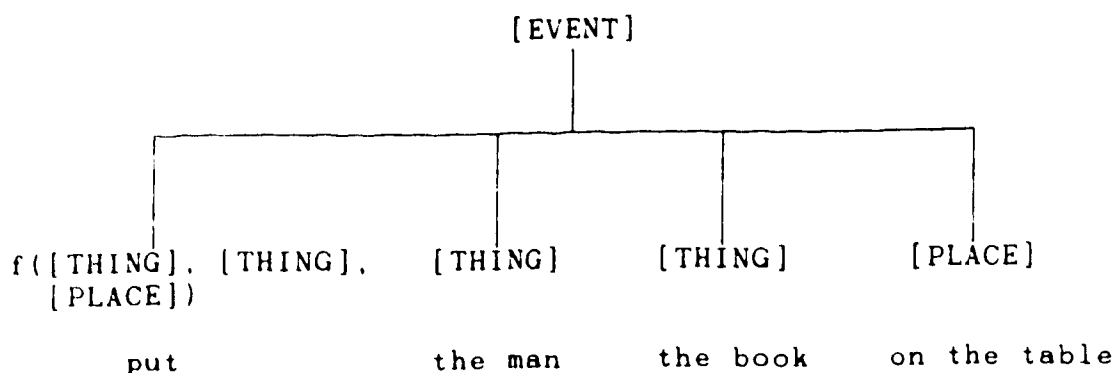 [EVENT]
f([THING], [THING], [THING] [THING] [PLACE]
[PLACE])
put the man the book on the table